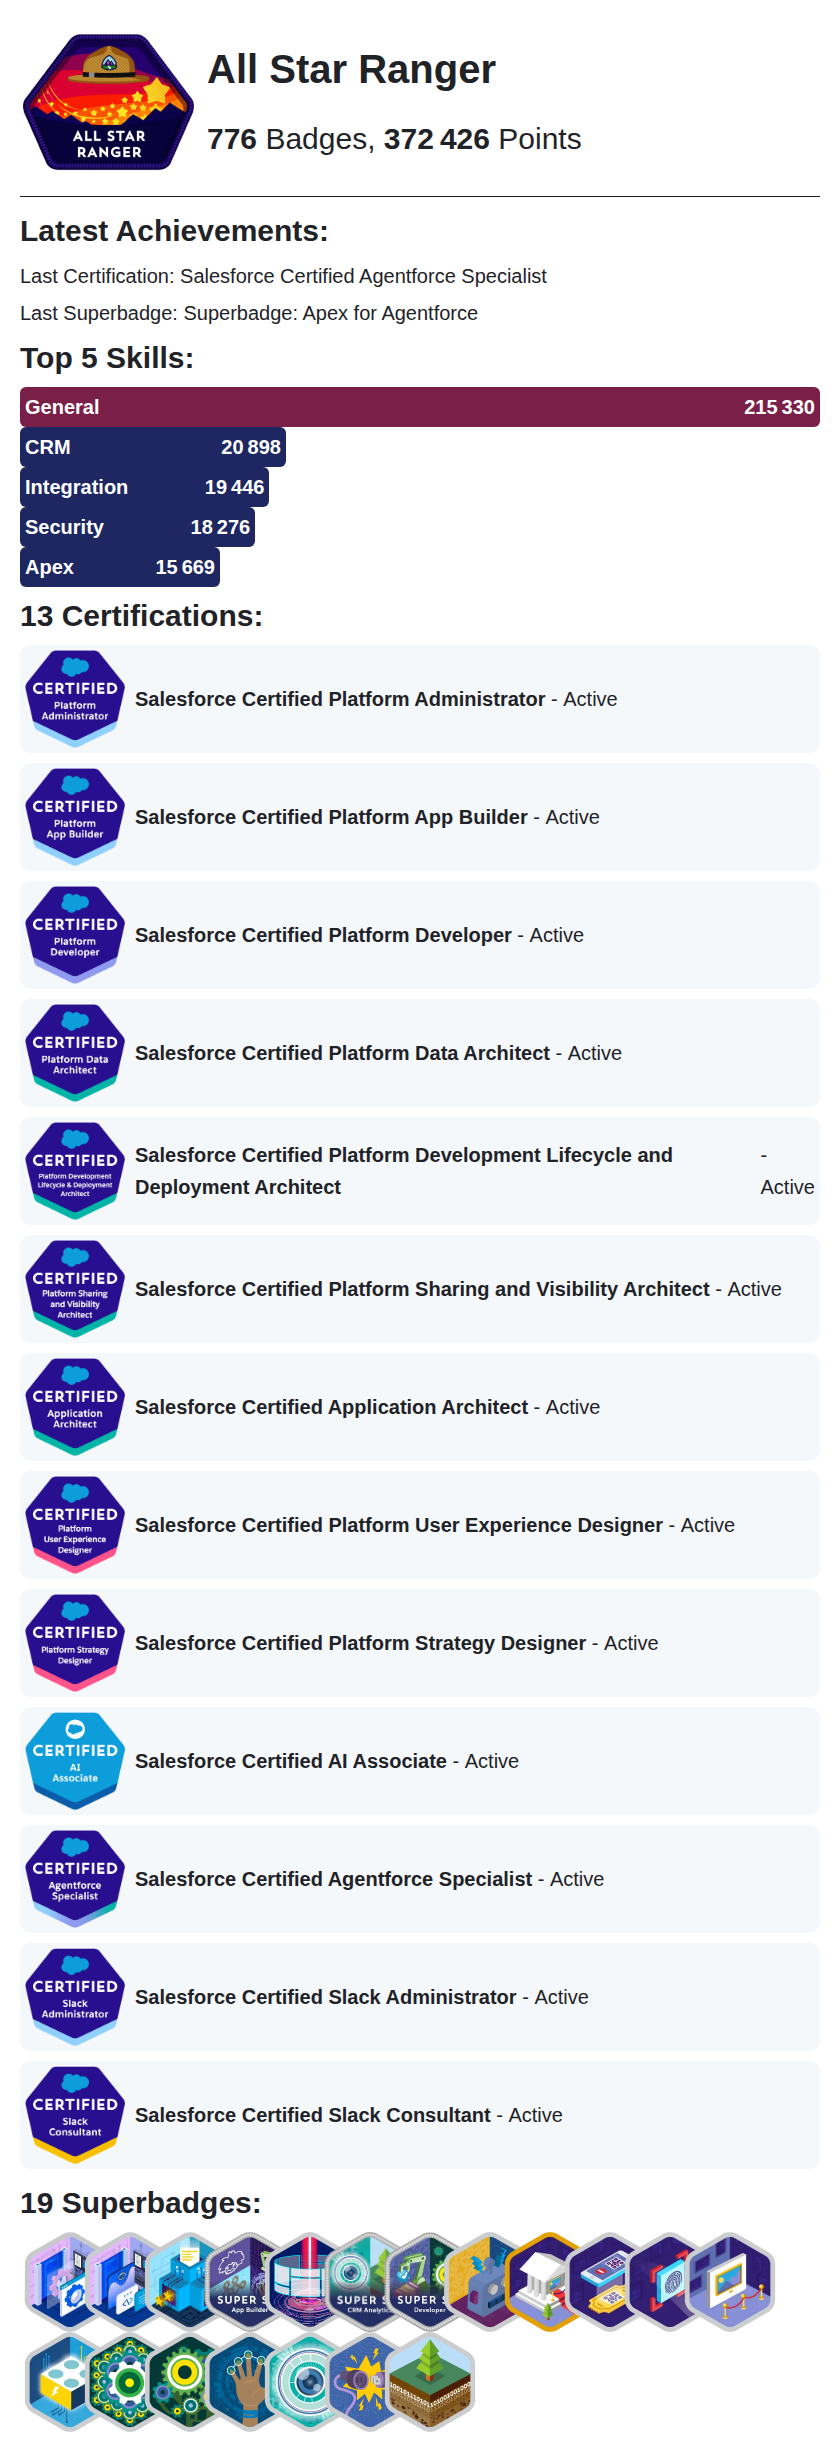 ALL STAR
RANGER
All Star Ranger
776 Badges, 372 426 Points
Latest Achievements:
Last Certification: Salesforce Certified Agentforce Specialist
Last Superbadge: Superbadge: Apex for Agentforce
Top 5 Skills:
General 215 330
CRM 20 898
Integration 19 446
Security 18 276
Apex 15 669
13 Certifications:
CERTIFIED
Platform
Administrator
Salesforce Certified Platform Administrator - Active
CERTIFIED
Platform
App Builder
Salesforce Certified Platform App Builder - Active
CERTIFIED
Platform
Developer
Salesforce Certified Platform Developer - Active
CERTIFIED
Platform Data
Architect
Salesforce Certified Platform Data Architect - Active
CERTIFIED
Platform Development
Lifecycle & Deployment
Architect
Salesforce Certified Platform Development Lifecycle and -
Deployment Architect Active
CERTIFIED
Platform Sharing
and Visibility
Architect
Salesforce Certified Platform Sharing and Visibility Architect - Active
CERTIFIED
Application
Architect
Salesforce Certified Application Architect - Active
CERTIFIED
Platform
User Experience
Designer
Salesforce Certified Platform User Experience Designer - Active
CERTIFIED
Platform Strategy
Designer
Salesforce Certified Platform Strategy Designer - Active
CERTIFIED
AI
Associate
Salesforce Certified AI Associate - Active
CERTIFIED
Agentforce
Specialist
Salesforce Certified Agentforce Specialist - Active
CERTIFIED
Slack
Administrator
Salesforce Certified Slack Administrator - Active
CERTIFIED
Slack
Consultant
Salesforce Certified Slack Consultant - Active
19 Superbadges:
SUPER S
App Builder
SUPER S
CRM Analytics
SUPER S
Developer